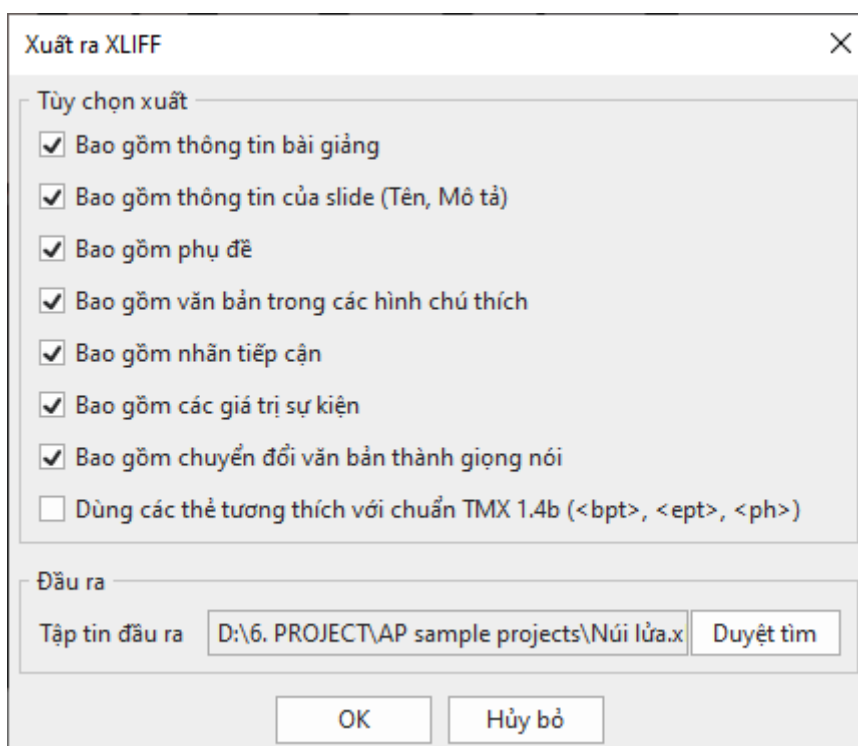 Xuất ra XLIFF
Tùy chọn xuất
Bao gồm thông tin bài giảng
Bao gồm thông tin của slide (Tên, Mô tả)
Bao gồm phụ đề
Bao gồm văn bản trong các hình chú thích
Bao gồm nhãn tiếp cận
Bao gồm các giá trị sự kiện
Bao gồm chuyển đổi văn bản thành giọng nói
Dùng các thẻ tương thích với chuẩn TMX 1.4b (<bpt>, <ept>, <ph>)
Đầu ra
Tập tin đầu ra D:\6. PROJECT\AP sample projects\Núi lửa.x Duyệt tìm
OK Hủy bỏ